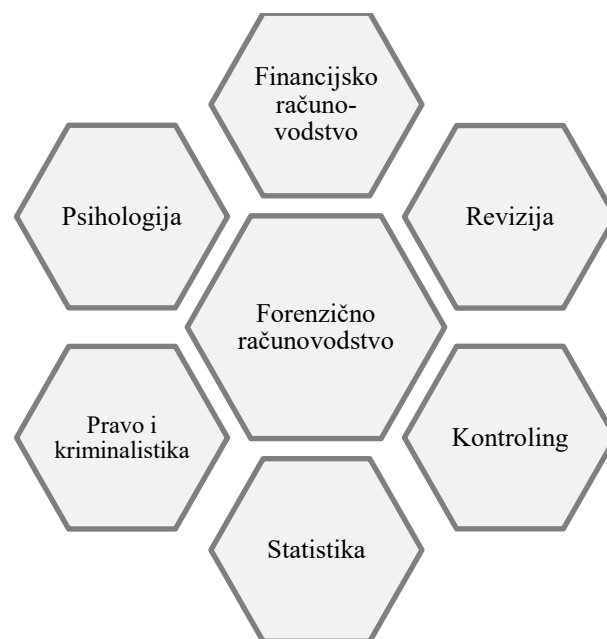 Financijsko
računo-
vodstvo
Psihologija
Revizija
Forenzično
računovodstvo
Pravo i
kriminalistika
Kontroling
Statistika